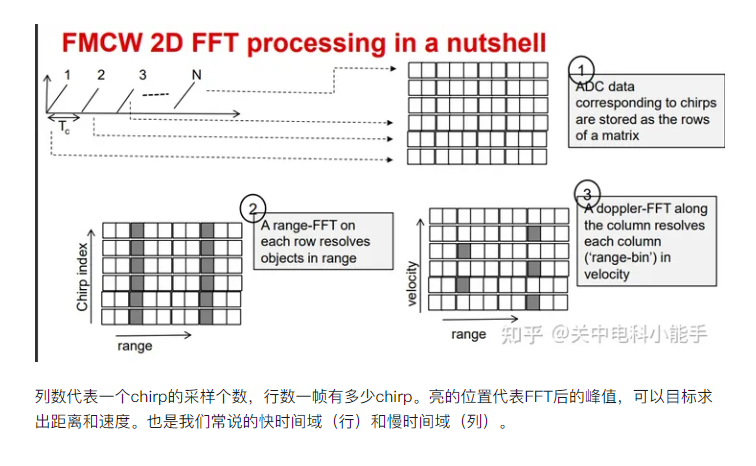 FMCW 2D FFT processing in a nutshell
1 2 3 N
Tc
1
ADC data
corresponding to chirps
are stored as the rows
of a matrix
2
A range-FFT on
each row resolves
objects in range
Chirp index
range
3
A doppler-FFT along
the column resolves
each column
('range-bin') in
velocity
velocity
range
知乎 @关中电科小能手
列数代表一个chirp的采样个数，行数一帧有多少chirp。亮的位置代表FFT后的峰值，可以目标求
出距离和速度。也是我们常说的快时间域（行）和慢时间域（列）。